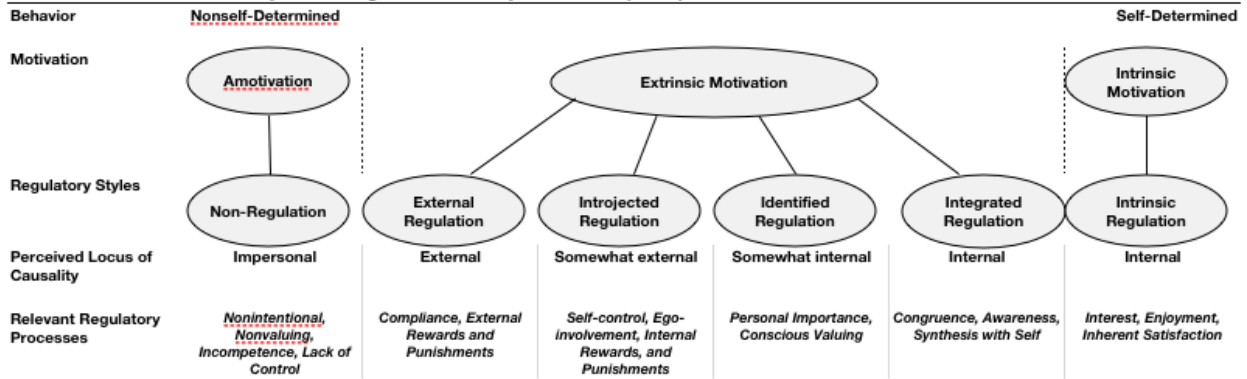 Behavior
Nonself-Determined
Self-Determined
Motivation
Amotivation
Extrinsic Motivation
Intrinsic
Motivation
Regulatory Styles
Non-Regulation
External
Regulation
Introjected
Regulation
Identified
Regulation
Integrated
Regulation
Intrinsic
Regulation
Perceived Locus of
Causality
Impersonal
External
Somewhat external
Somewhat internal
Internal
Internal
Relevant Regulatory
Processes
Nonintentional,
Nonvaluing,
Incompetence, Lack of
Control
Compliance, External
Rewards and
Punishments
Self-control, Ego-
involvement, Internal
Rewards, and
Punishments
Personal Importance,
Conscious Valuing
Congruence, Awareness,
Synthesis with Self
Interest, Enjoyment,
Inherent Satisfaction